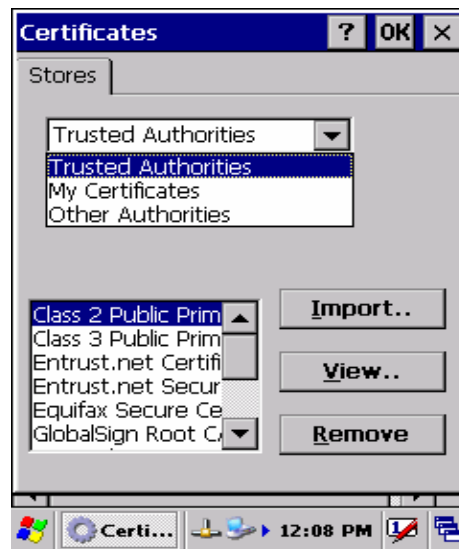 Certificates ? OK ×
Stores
Trusted Authorities
Trusted Authorities
My Certificates
Other Authorities
Class 2 Public Prim
Class 3 Public Prim
Entrust.net Certifi
Entrust.net Secur
Equifax Secure Ce
GlobalSign Root CA
Import..
View..
Remove
Certi... 12:08 PM